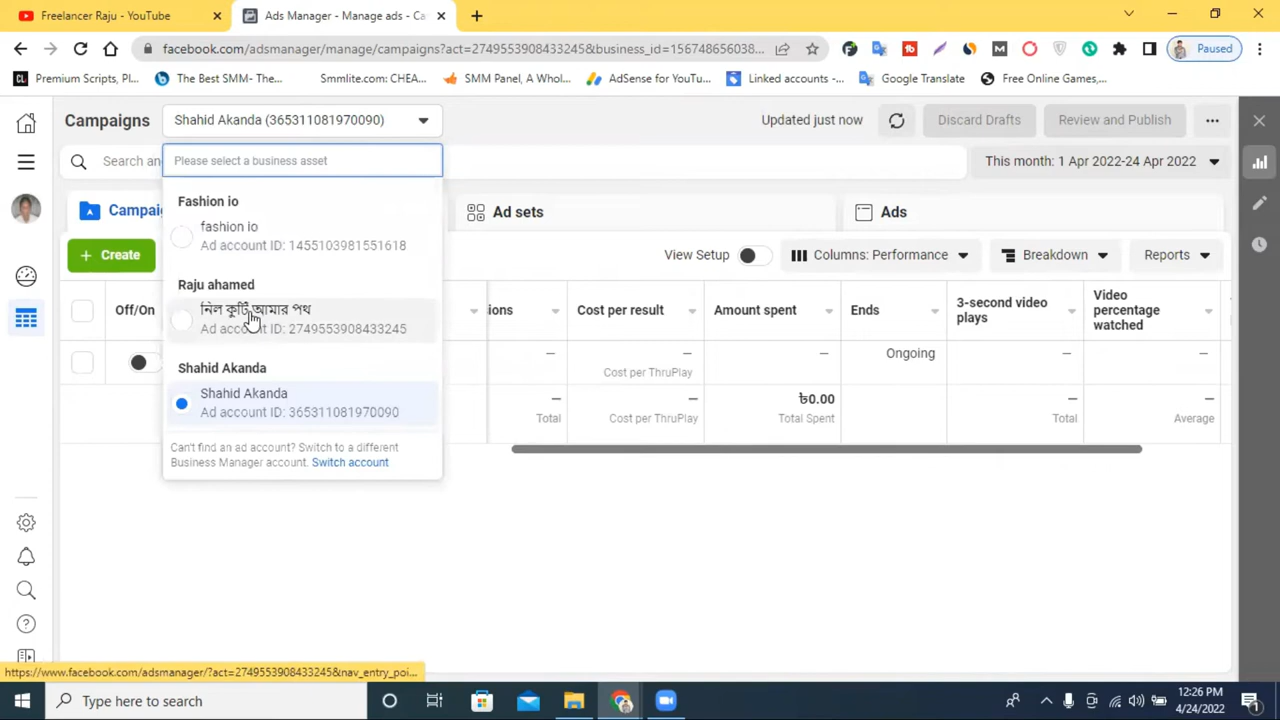 Freelancer Raju - YouTube
Ads Manager - Manage ads - Ca
facebook.com/adsmanager/manage/campaigns?act=2749553908433245&business_id=156748656038...
Paused
Premium Scripts, Pl...
The Best SMM- The...
Smmlite.com: CHEA...
SMM Panel, A Whol...
AdSense for YouTu...
Linked accounts -...
Google Translate
Free Online Games,...
Campaigns
Shahid Akanda (365311081970090)
Updated just now
Discard Drafts
Review and Publish
Search an
Please select a business asset
This month: 1 Apr 2022-24 Apr 2022
Fashion io
fashion io
Ad account ID: 1455103981551618
Campai
Ad sets
Ads
Create
View Setup
Columns: Performance
Breakdown
Reports
Raju ahamed
নিল কুটির আমার পথ
Ad account ID: 2749553908433245
Off/On
ions
Cost per result
Amount spent
Ends
3-second video plays
Video percentage watched
Shahid Akanda
Shahid Akanda
Ad account ID: 365311081970090
—
—
Cost per ThruPlay
—
Ongoing
—
—
—
Total
—
Cost per ThruPlay
৳0.00
Total Spent
—
Total
—
Average
Can't find an ad account? Switch to a different
Business Manager account. Switch account
https://www.facebook.com/adsmanager/?act=2749553908433245&nav_entry_poi...
Type here to search
12:26 PM
4/24/2022